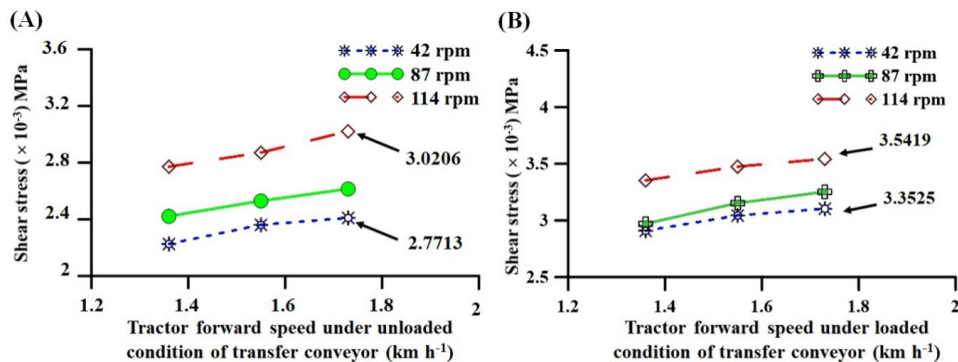 (A)
3.6
3.2
2.8
2.4
2
Shear stress ( × 10⁻³) MPa
42 rpm
87 rpm
114 rpm
3.0206
2.7713
1.2 1.4 1.6 1.8 2
Tractor forward speed under unloaded
condition of transfer conveyor (km h⁻¹)
(B)
4.5
4
3.5
3
2.5
Shear stress ( × 10⁻³) MPa
42 rpm
87 rpm
114 rpm
3.5419
3.3525
1.2 1.4 1.6 1.8 2
Tractor forward speed under loaded
condition of transfer conveyor (km h⁻¹)